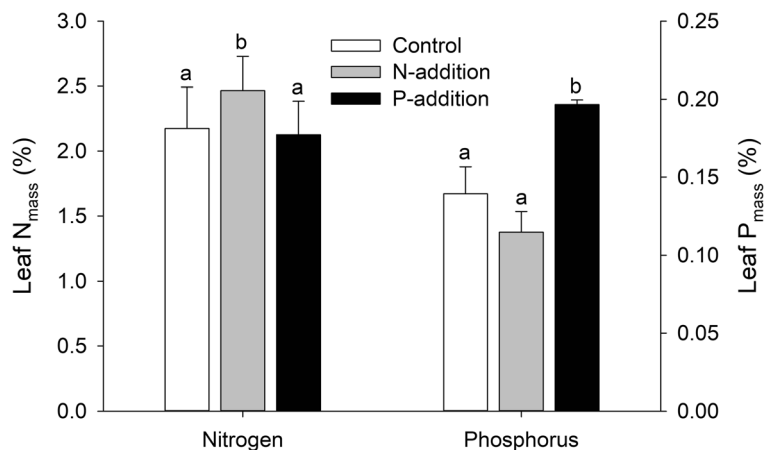 Leaf Nmass (%)
3.0
2.5
2.0
1.5
1.0
0.5
0.0
a
b
a
Control
N-addition
P-addition
a
a
b
0.25
0.20
0.15
0.10
0.05
0.00
Leaf Pmass (%)
Nitrogen
Phosphorus